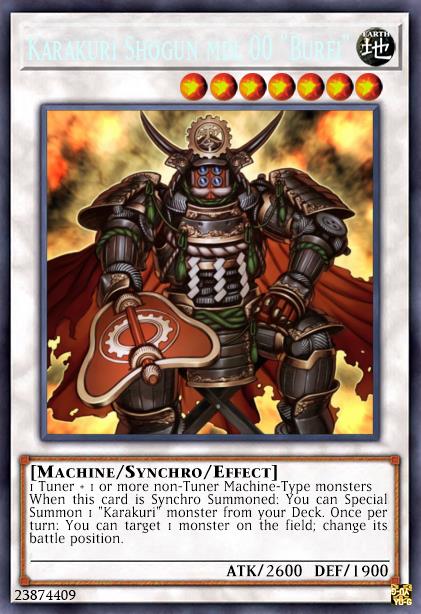 Karakuri Shogun mdl 00 "Burei"
EARTH
地
[Machine/Synchro/Effect]
1 Tuner + 1 or more non-Tuner Machine-Type monsters
When this card is Synchro Summoned: You can Special
Summon 1 "Karakuri" monster from your Deck. Once per
turn: You can target 1 monster on the field; change its
battle position.
ATK/2600 DEF/1900
23874409